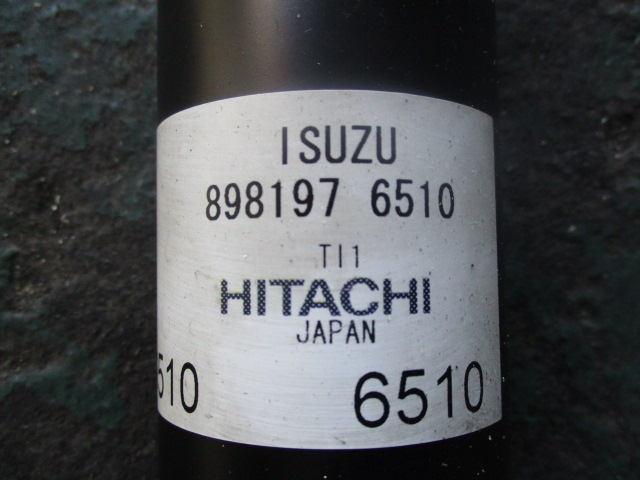 ISUZU
898197 6510
TI1
HITACHI
JAPAN
510 6510